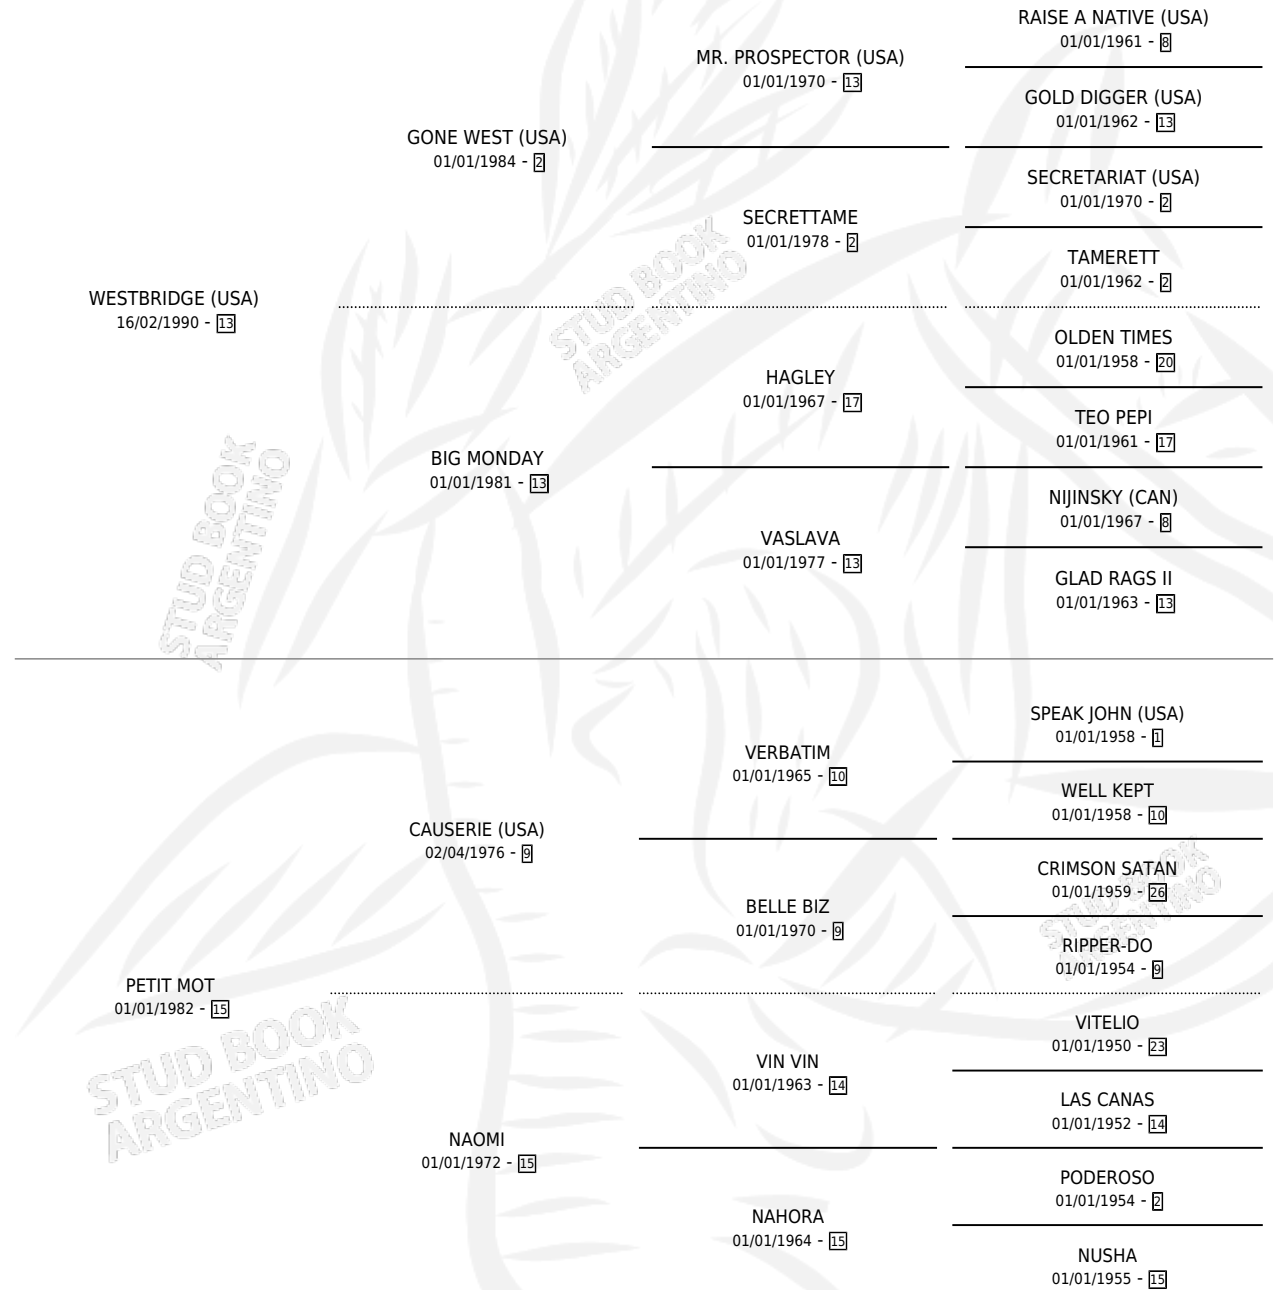 RAISE A NATIVE (USA)
01/01/1961 - 8
MR. PROSPECTOR (USA)
01/01/1970 - 13
GOLD DIGGER (USA)
01/01/1962 - 13
GONE WEST (USA)
01/01/1984 - 2
SECRETARIAT (USA)
01/01/1970 - 2
SECRETTAME
01/01/1978 - 2
TAMERETT
01/01/1962 - 2
WESTBRIDGE (USA)
16/02/1990 - 13
OLDEN TIMES
01/01/1958 - 20
HAGLEY
01/01/1967 - 17
TEO PEPI
01/01/1961 - 17
BIG MONDAY
01/01/1981 - 13
NIJINSKY (CAN)
01/01/1967 - 8
VASLAVA
01/01/1977 - 13
GLAD RAGS II
01/01/1963 - 13
SPEAK JOHN (USA)
01/01/1958 - 1
VERBATIM
01/01/1965 - 10
WELL KEPT
01/01/1958 - 10
CAUSERIE (USA)
02/04/1976 - 9
CRIMSON SATAN
01/01/1959 - 26
BELLE BIZ
01/01/1970 - 9
RIPPER-DO
01/01/1954 - 9
PETIT MOT
01/01/1982 - 15
VITELIO
01/01/1950 - 23
VIN VIN
01/01/1963 - 14
LAS CANAS
01/01/1952 - 14
NAOMI
01/01/1972 - 15
PODEROSO
01/01/1954 - 2
NAHORA
01/01/1964 - 15
NUSHA
01/01/1955 - 15
STUD BOOK
ARGENTINO
STUD BOOK
ARGENTINO
STUD BOOK
ARGENTINO
STUD BOOK
ARGENTINO